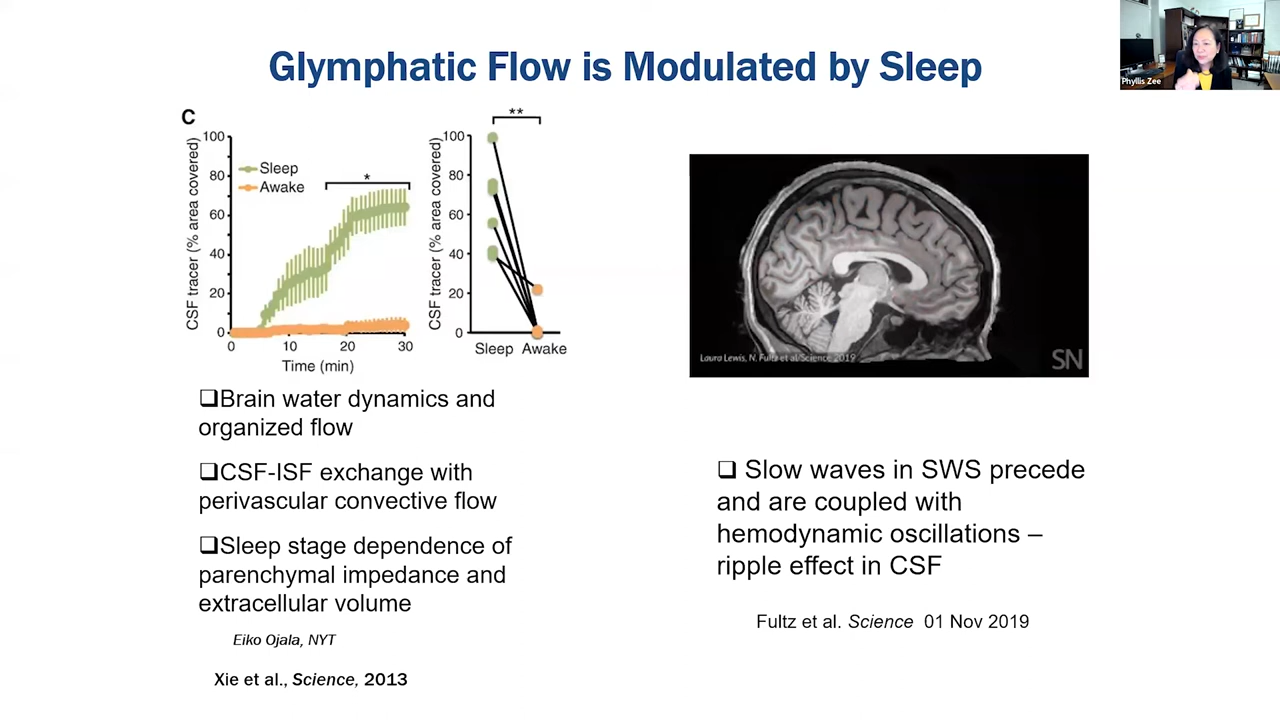 Glymphatic Flow is Modulated by Sleep
Phyllis Zee
C
CSF tracer (% area covered)
100
80
60
40
20
0
Sleep
Awake
*
0
10
20
30
Time (min)
CSF tracer (% area covered)
100
80
60
40
20
0
**
Sleep Awake
Laura Lewis, N. Fultz et al/Science 2019
SN
❑Brain water dynamics and
organized flow
❑CSF-ISF exchange with
perivascular convective flow
❑Sleep stage dependence of
parenchymal impedance and
extracellular volume
Eiko Ojala, NYT
Xie et al., Science, 2013
❑ Slow waves in SWS precede
and are coupled with
hemodynamic oscillations –
ripple effect in CSF
Fultz et al. Science 01 Nov 2019